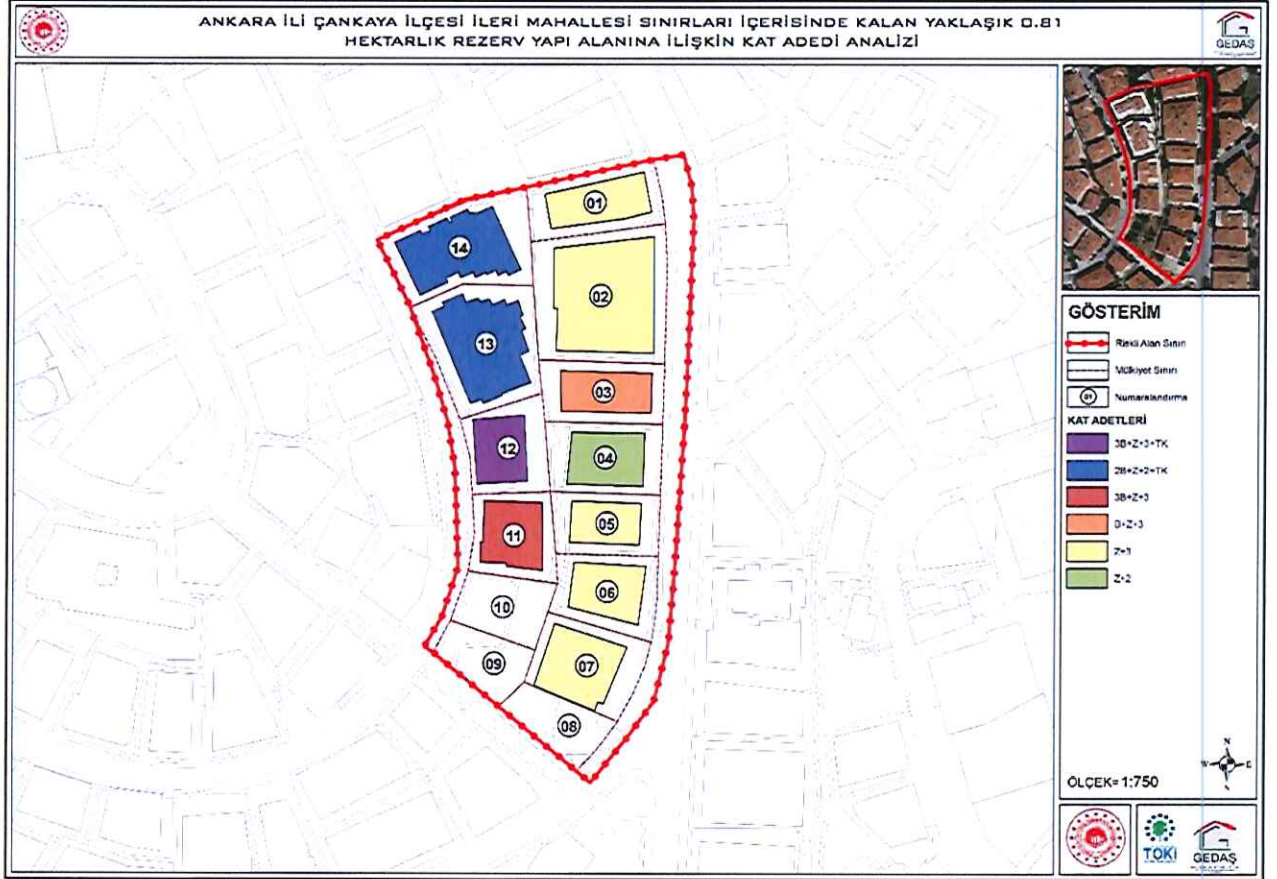 ANKARA İLİ ÇANKAYA İLÇESİ İLERİ MAHALLESİ SINIRLARI İÇERİSİNDE KALAN YAKLAŞIK 0.81
HEKTARLIK REZERV YAPI ALANINA İLİŞKİN KAT ADEDİ ANALİZİ
GEDAŞ
01
14
02
13
03
12
04
05
11
06
10
09
07
08
GÖSTERİM
Riskli Alan Sınırı
Mülkiyet Sınırı
01
Numaralandırma
KAT ADETLERİ
3B+Z+3+TK
2B+Z+2+TK
3B+Z+3
B+Z+3
Z+3
Z+2
N
W
E
ÖLÇEK= 1:750
TOKİ
GEDAŞ